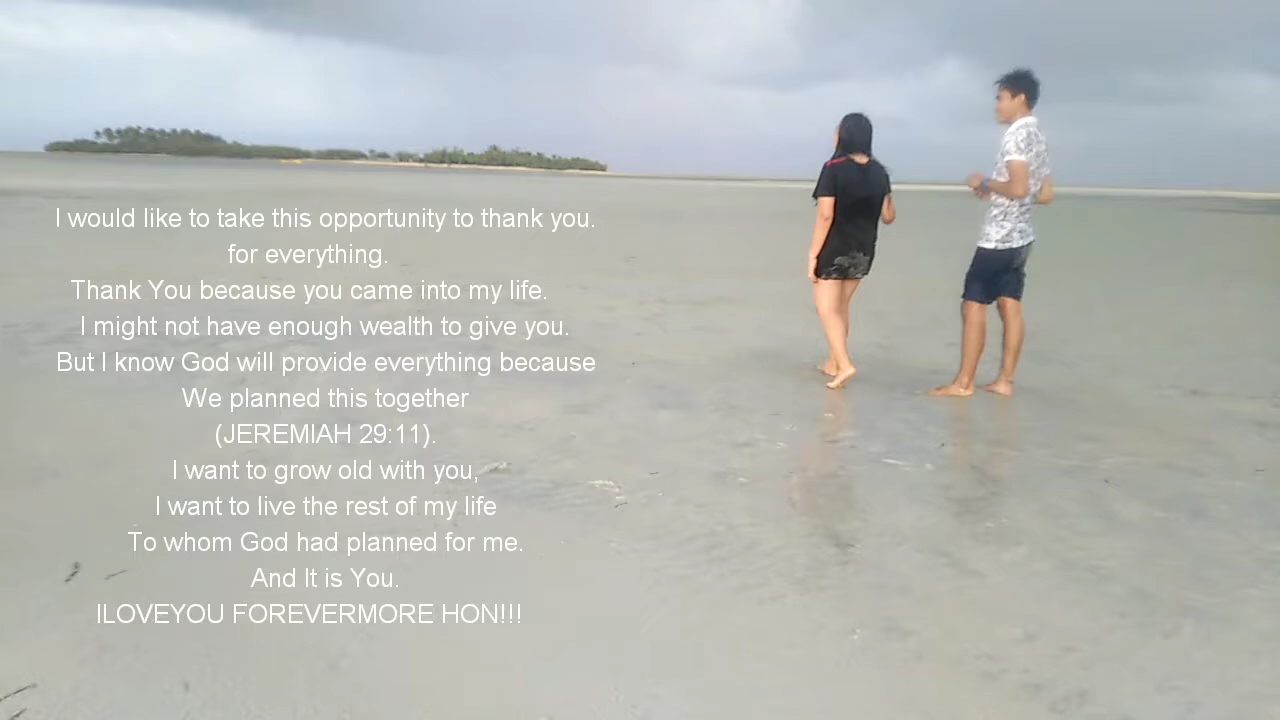 I would like to take this opportunity to thank you.
for everything.
Thank You because you came into my life.
I might not have enough wealth to give you.
But I know God will provide everything because
We planned this together
(JEREMIAH 29:11).
I want to grow old with you,
I want to live the rest of my life
To whom God had planned for me.
And It is You.
ILOVEYOU FOREVERMORE HON!!!